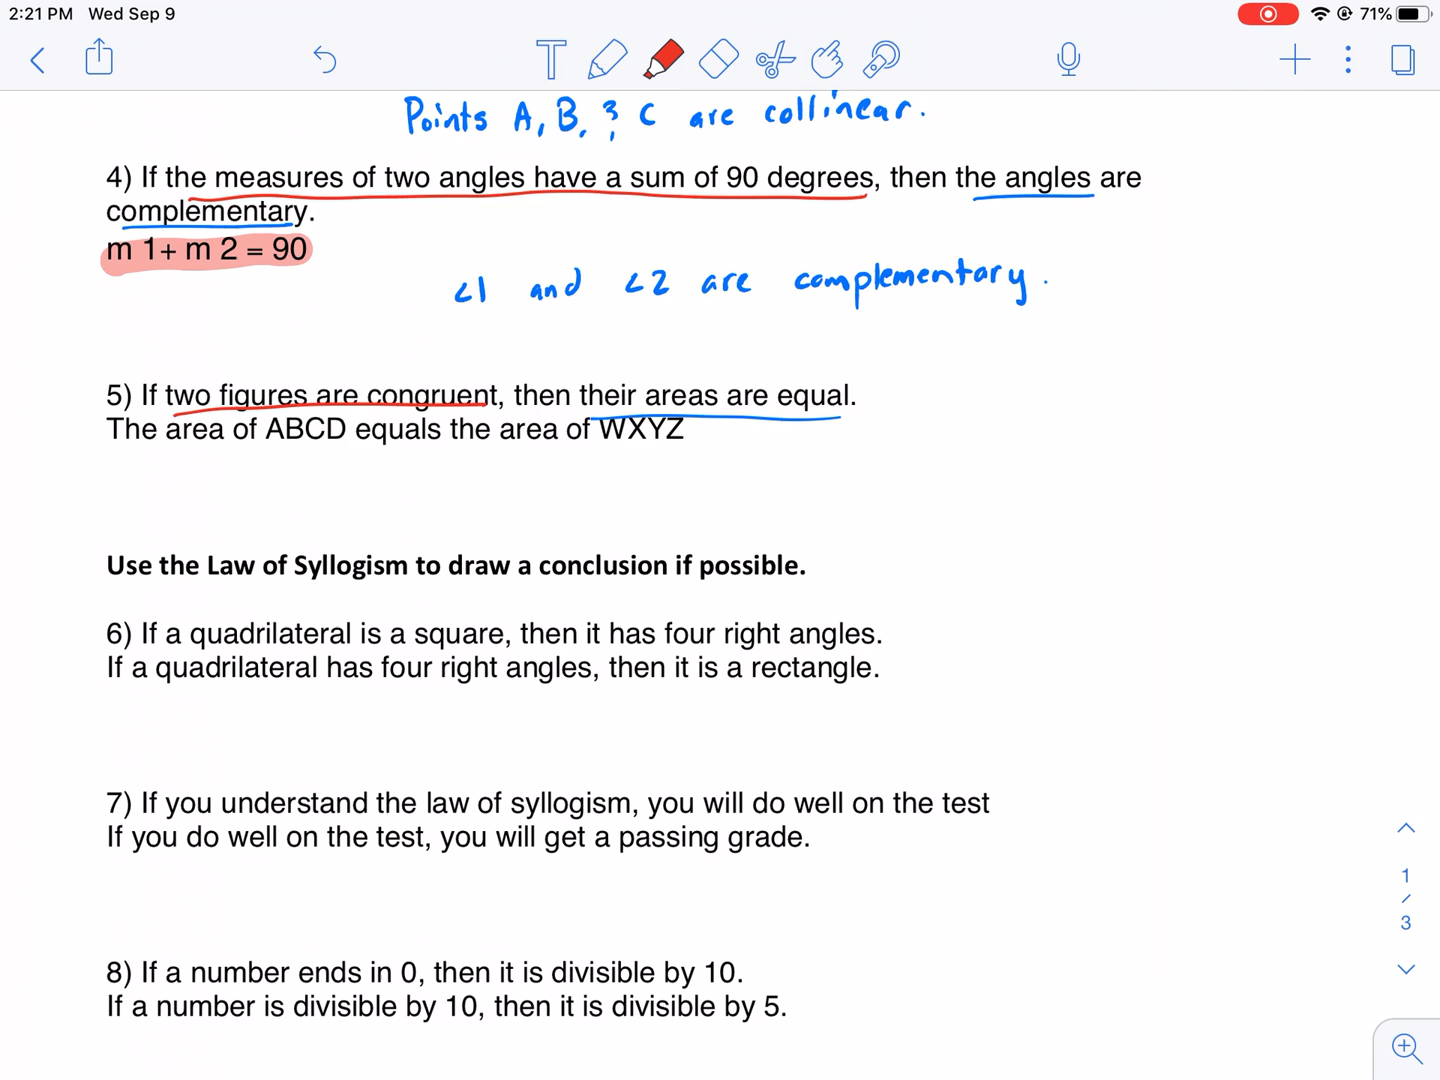 2:21 PM Wed Sep 9
71%
Points A, B, & C are collinear.
4) If the measures of two angles have a sum of 90 degrees, then the angles are
complementary.
m 1+ m 2 = 90
∠1 and ∠2 are complementary.
5) If two figures are congruent, then their areas are equal.
The area of ABCD equals the area of WXYZ
Use the Law of Syllogism to draw a conclusion if possible.
6) If a quadrilateral is a square, then it has four right angles.
If a quadrilateral has four right angles, then it is a rectangle.
7) If you understand the law of syllogism, you will do well on the test
If you do well on the test, you will get a passing grade.
8) If a number ends in 0, then it is divisible by 10.
If a number is divisible by 10, then it is divisible by 5.
1
/
3